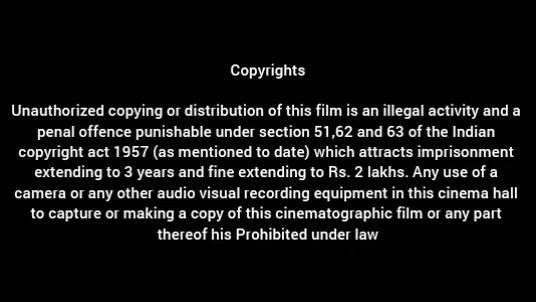 Copyrights
Unauthorized copying or distribution of this film is an illegal activity and a
penal offence punishable under section 51,62 and 63 of the Indian
copyright act 1957 (as mentioned to date) which attracts imprisonment
extending to 3 years and fine extending to Rs. 2 lakhs. Any use of a
camera or any other audio visual recording equipment in this cinema hall
to capture or making a copy of this cinematographic film or any part
thereof his Prohibited under law